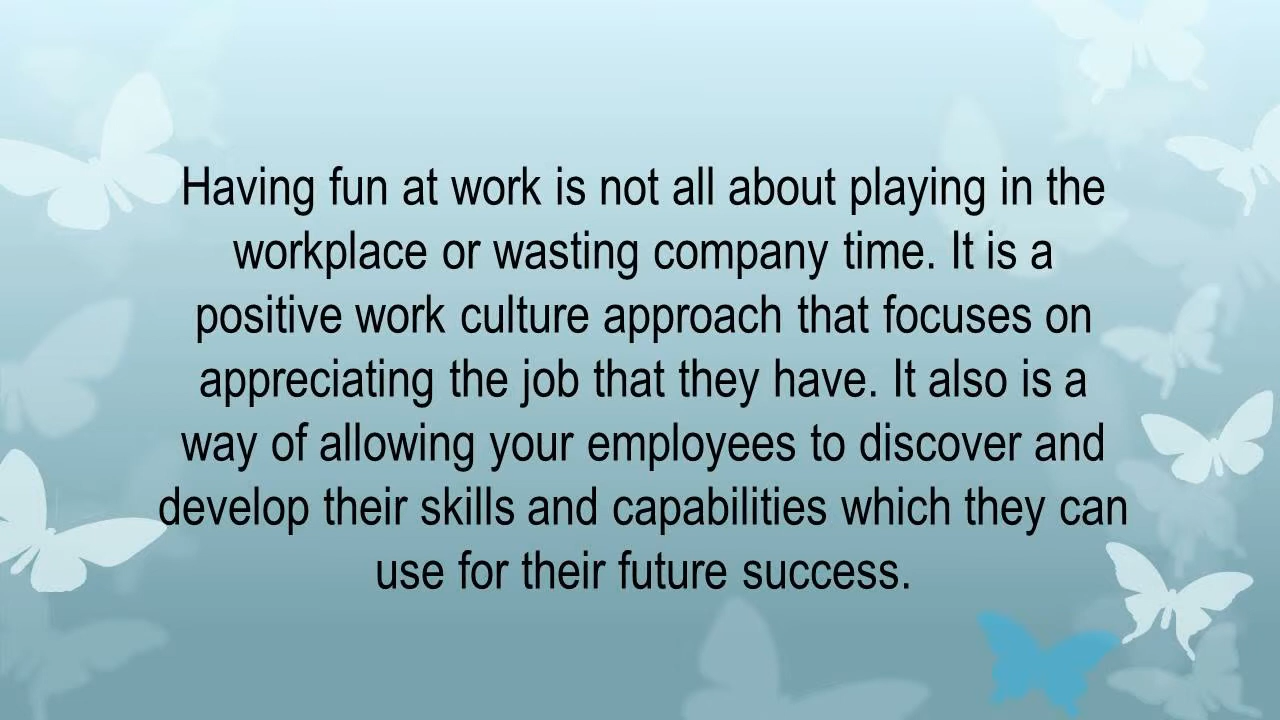 Having fun at work is not all about playing in the
workplace or wasting company time. It is a
positive work culture approach that focuses on
appreciating the job that they have. It also is a
way of allowing your employees to discover and
develop their skills and capabilities which they can
use for their future success.